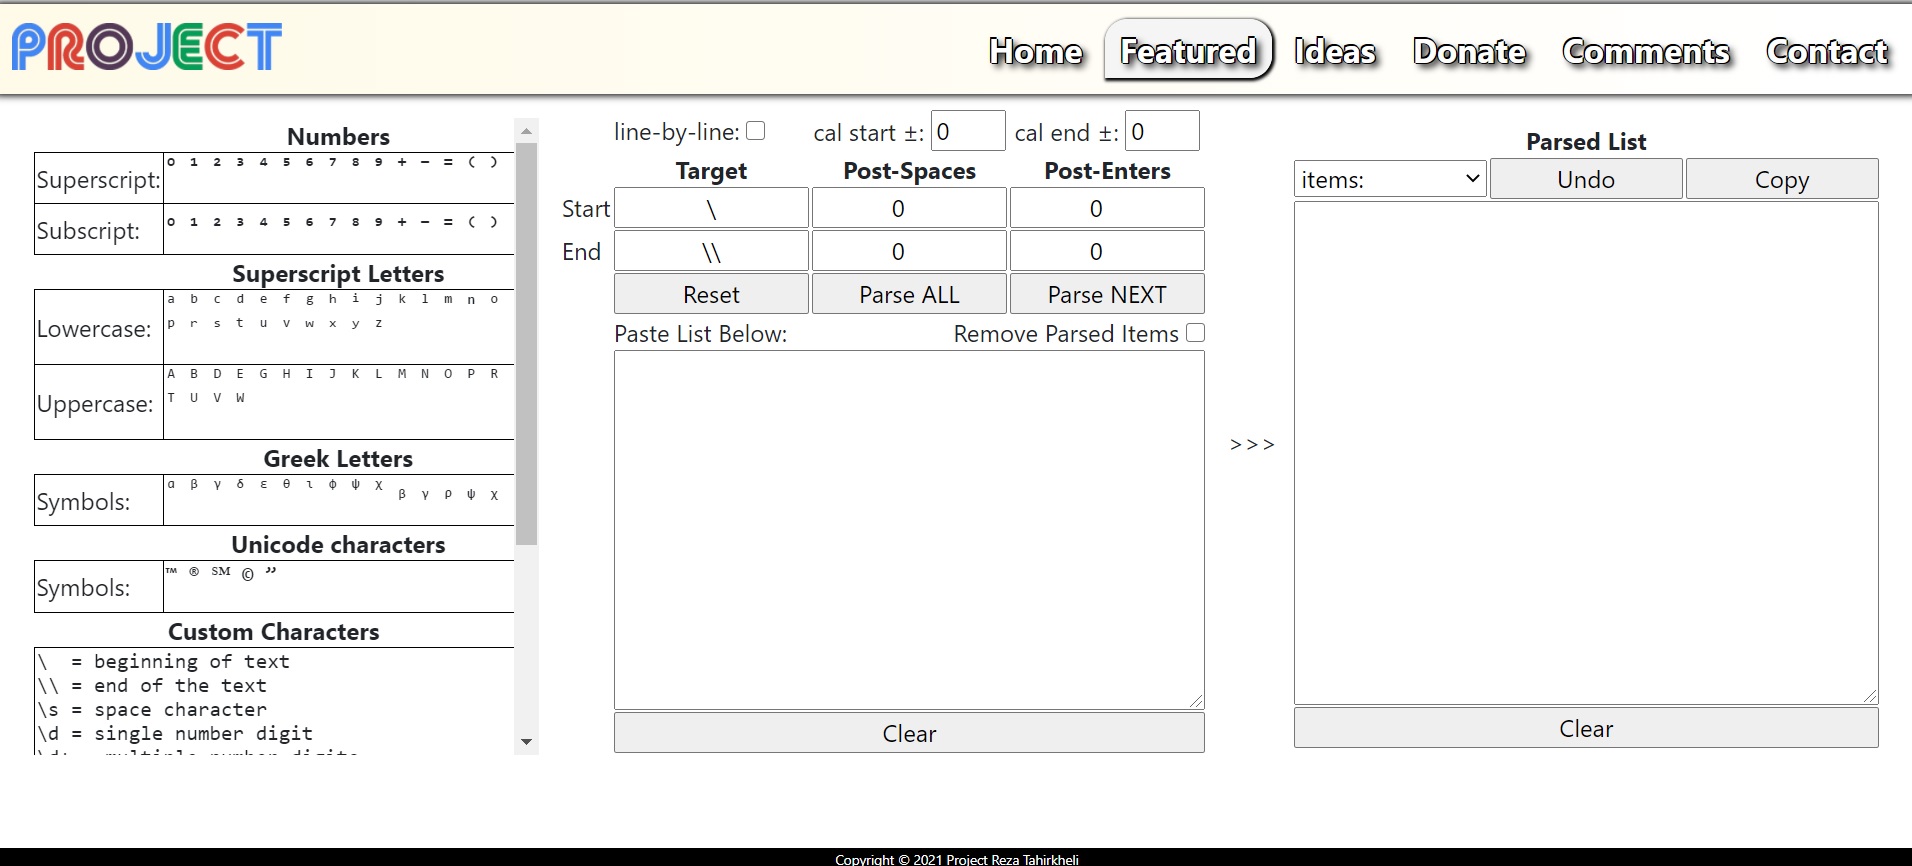 PROJECT
Home Featured Ideas Donate Comments Contact
Numbers
Superscript: ⁰ ¹ ² ³ ⁴ ⁵ ⁶ ⁷ ⁸ ⁹ ⁺ ⁻ ⁼ ⁽ ⁾
Subscript: ₀ ₁ ₂ ₃ ₄ ₅ ₆ ₇ ₈ ₉ ₊ ₋ ₌ ₍ ₎
Superscript Letters
Lowercase: ᵃ ᵇ ᶜ ᵈ ᵉ ᶠ ᵍ ʰ ⁱ ʲ ᵏ ˡ ᵐ ⁿ ᵒ
ᵖ ʳ ˢ ᵗ ᵘ ᵛ ʷ ˣ ʸ ᶻ
Uppercase: ᴬ ᴮ ᴰ ᴱ ᴳ ᴴ ᴵ ᴶ ᴷ ᴸ ᴹ ᴺ ᴼ ᴾ ᴿ
ᵀ ᵁ ⱽ ᵂ
Greek Letters
Symbols: ᵅ ᵝ ᵞ ᵟ ᵋ ᶿ ᶥ ᶲ ᵠ ᵡ ᵦ ᵧ ᵨ ᵩ ᵪ
Unicode characters
Symbols: ™ ® ℠ © ”
Custom Characters
\ = beginning of text
\\ = end of the text
\s = space character
\d = single number digit
line-by-line: cal start ±: 0 cal end ±: 0
Target Post-Spaces Post-Enters
Start \ 0 0
End \\ 0 0
Reset Parse ALL Parse NEXT
Paste List Below: Remove Parsed Items
Clear
>>>
Parsed List
items: Undo Copy
Clear
Copyright © 2021 Project Reza Tahirkheli